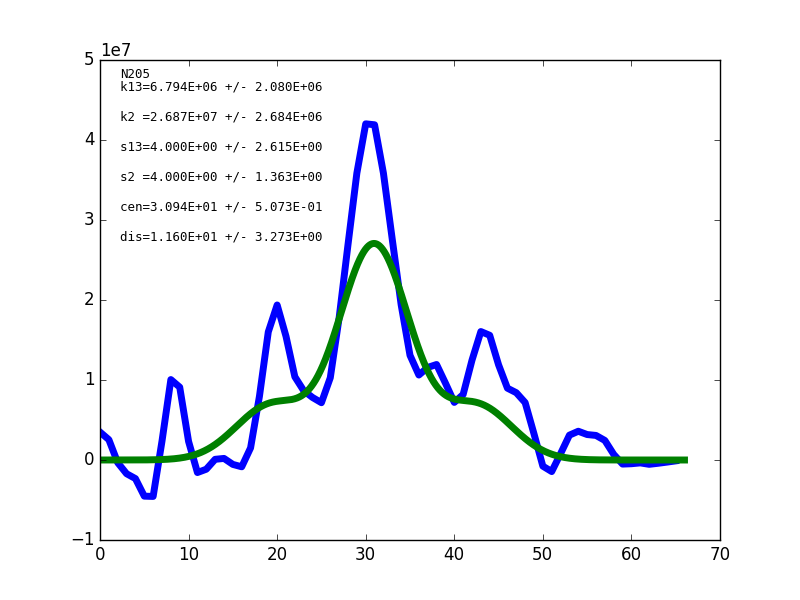 1e7
N205
k13=6.794E+06 +/- 2.080E+06
k2 =2.687E+07 +/- 2.684E+06
s13=4.000E+00 +/- 2.615E+00
s2 =4.000E+00 +/- 1.363E+00
cen=3.094E+01 +/- 5.073E-01
dis=1.160E+01 +/- 3.273E+00
5
4
3
2
1
0
−1
0 10 20 30 40 50 60 70